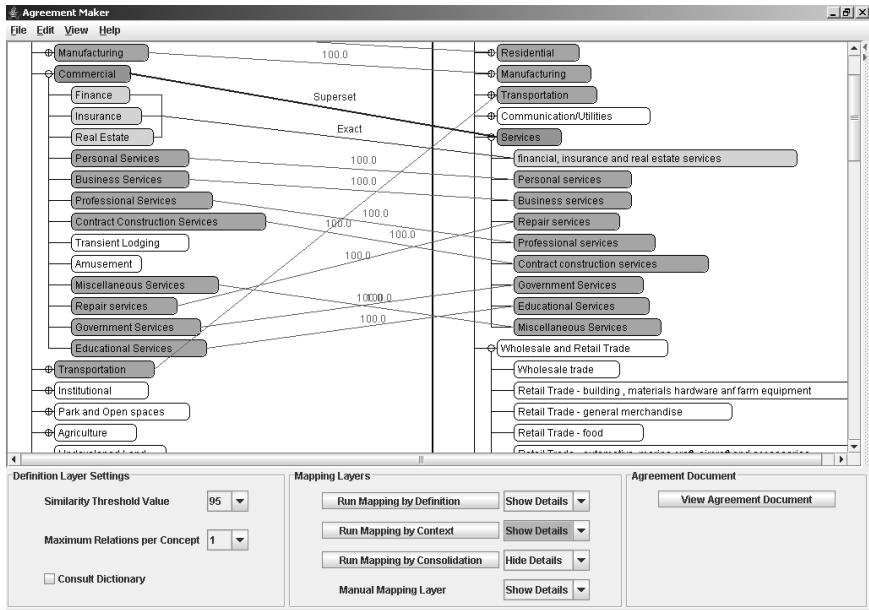 Agreement Maker
File Edit View Help
Manufacturing
Commercial
Finance
Insurance
Real Estate
Personal Services
Business Services
Professional Services
Contract Construction Services
Transient Lodging
Amusement
Miscellaneous Services
Repair services
Government Services
Educational Services
Transportation
Institutional
Park and Open spaces
Agriculture
100.0
Superset
Exact
100.0
100.0
100.0
100.0
100.0
100.0
100.0
Residential
Manufacturing
Transportation
Communication/Utilities
Services
financial, insurance and real estate services
Personal services
Business services
Repair services
Professional services
Contract construction services
Government Services
Educational Services
Miscellaneous Services
Wholesale and Retail Trade
Wholesale trade
Retail Trade - building , materials hardware anf farm equipment
Retail Trade - general merchandise
Retail Trade - food
Definition Layer Settings
Similarity Threshold Value 95
Maximum Relations per Concept 1
Consult Dictionary
Mapping Layers
Run Mapping by Definition Show Details
Run Mapping by Context Show Details
Run Mapping by Consolidation Hide Details
Manual Mapping Layer Show Details
Agreement Document
View Agreement Document